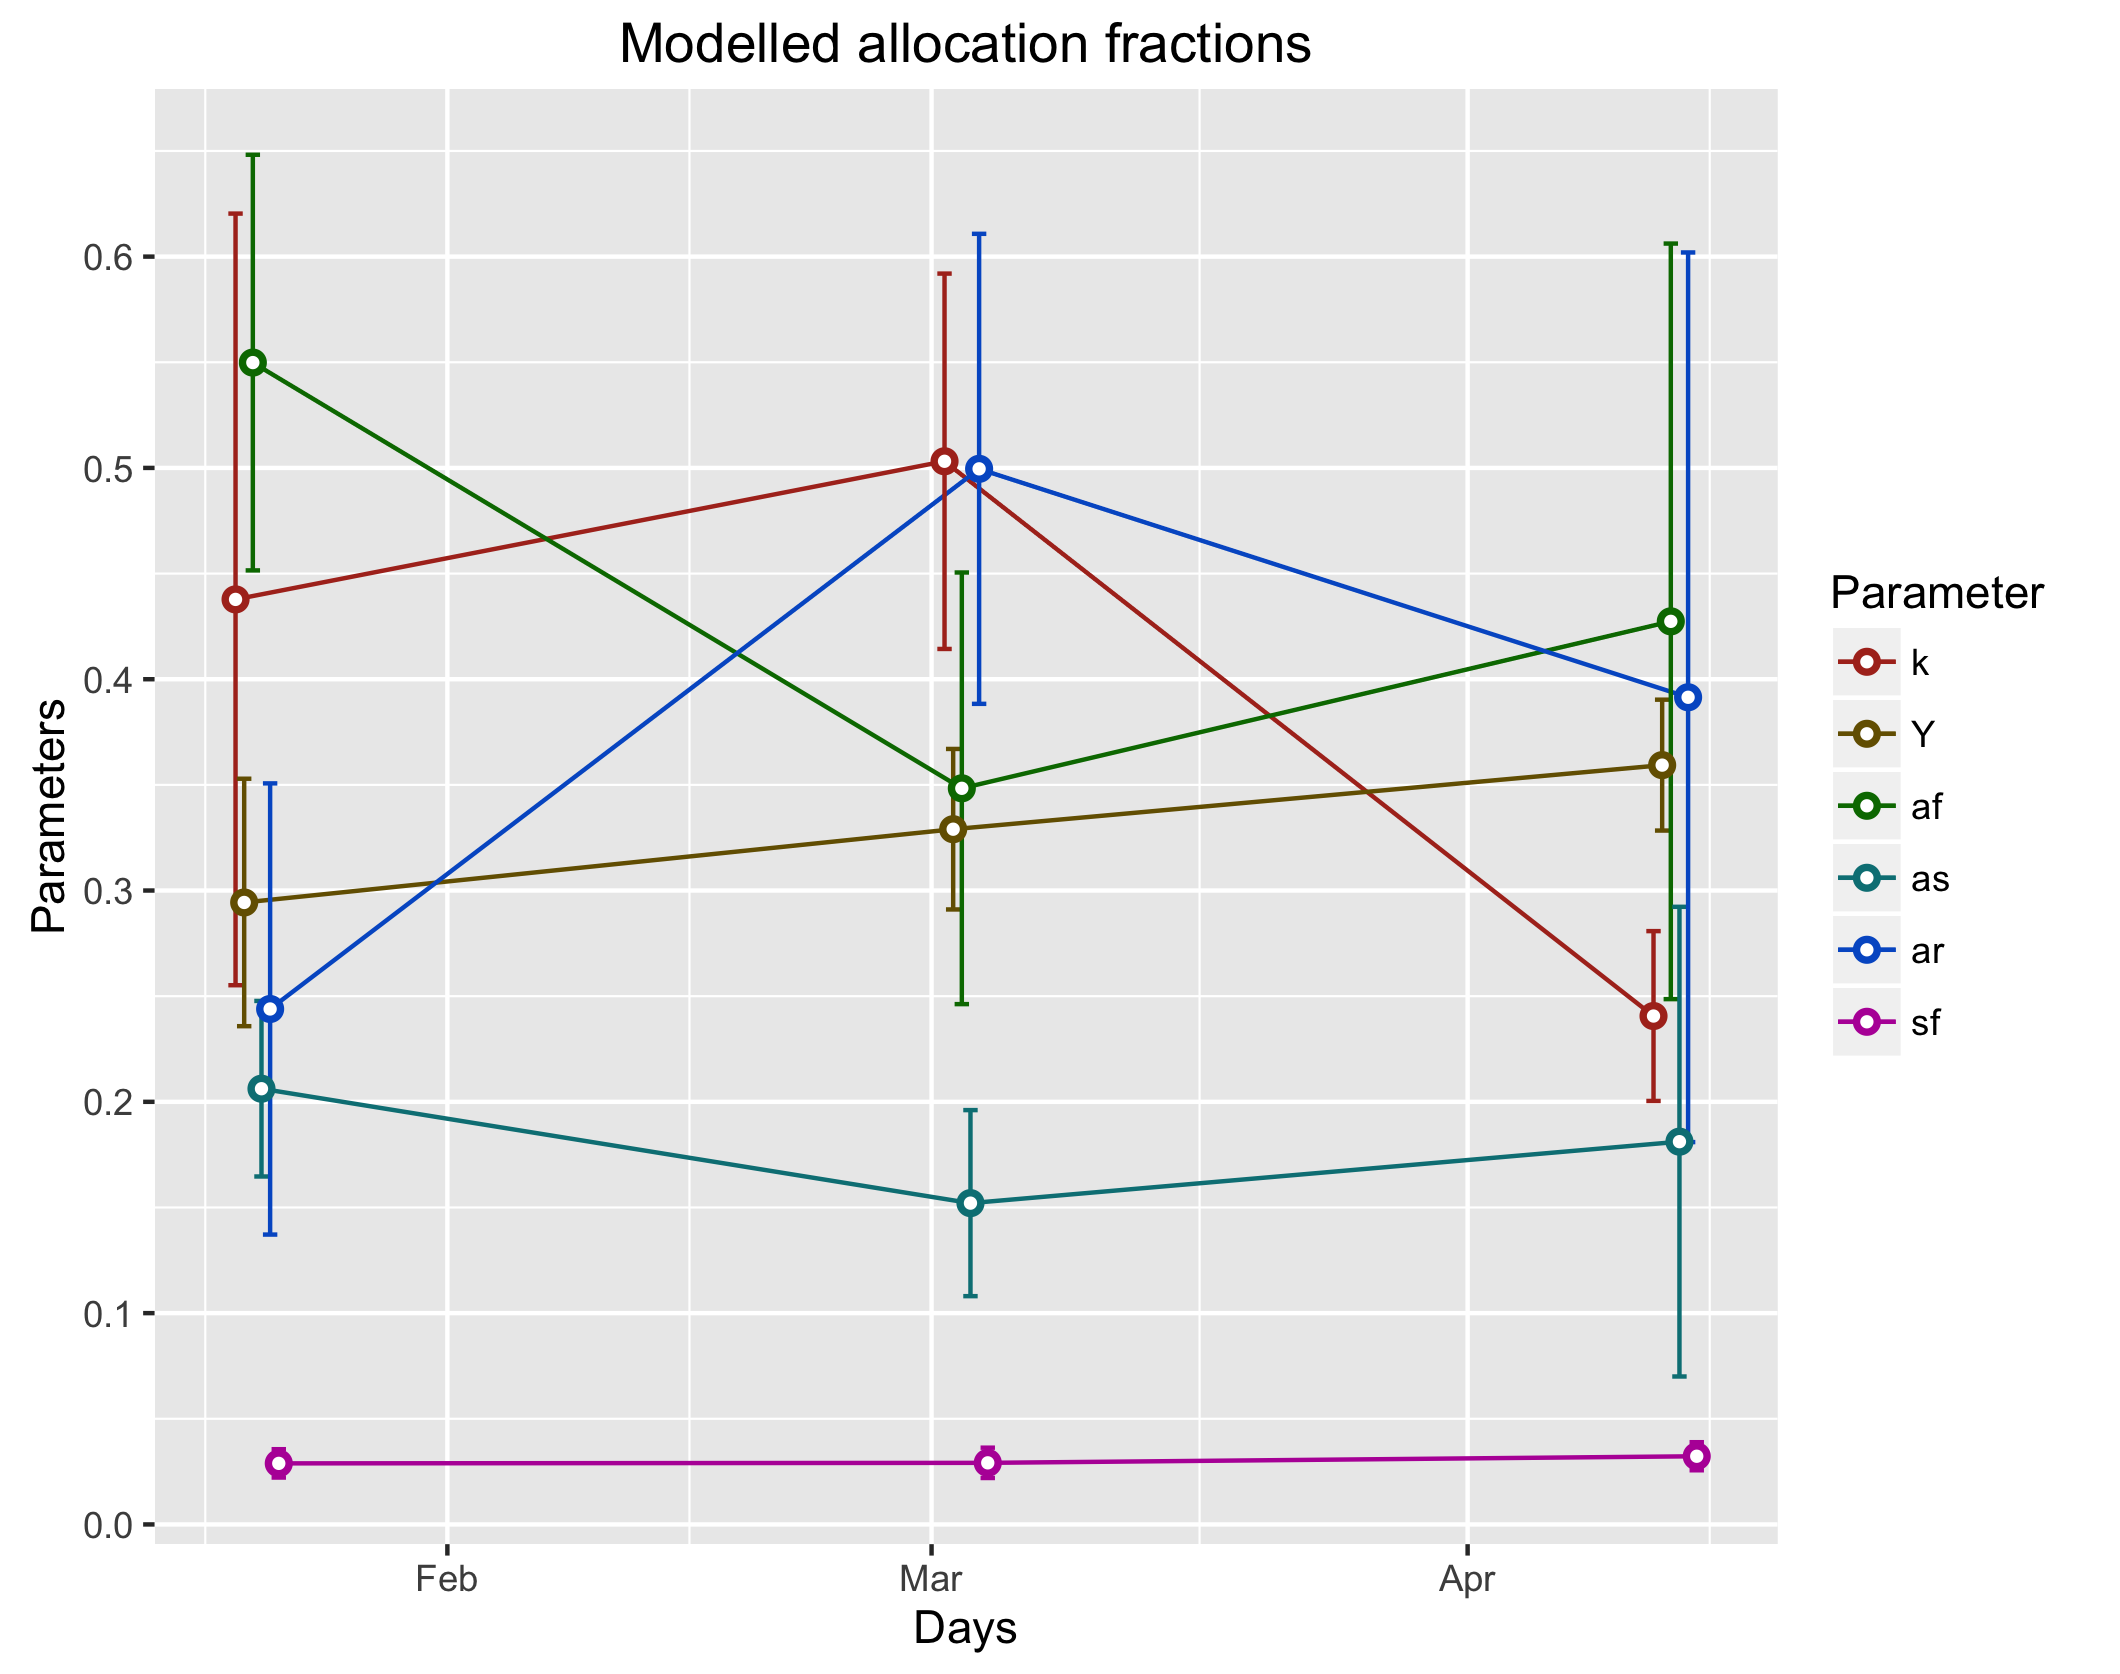 Modelled allocation fractions
Parameters
0.6
0.5
0.4
0.3
0.2
0.1
0.0
Feb
Mar
Apr
Days
Parameter
k
Y
af
as
ar
sf